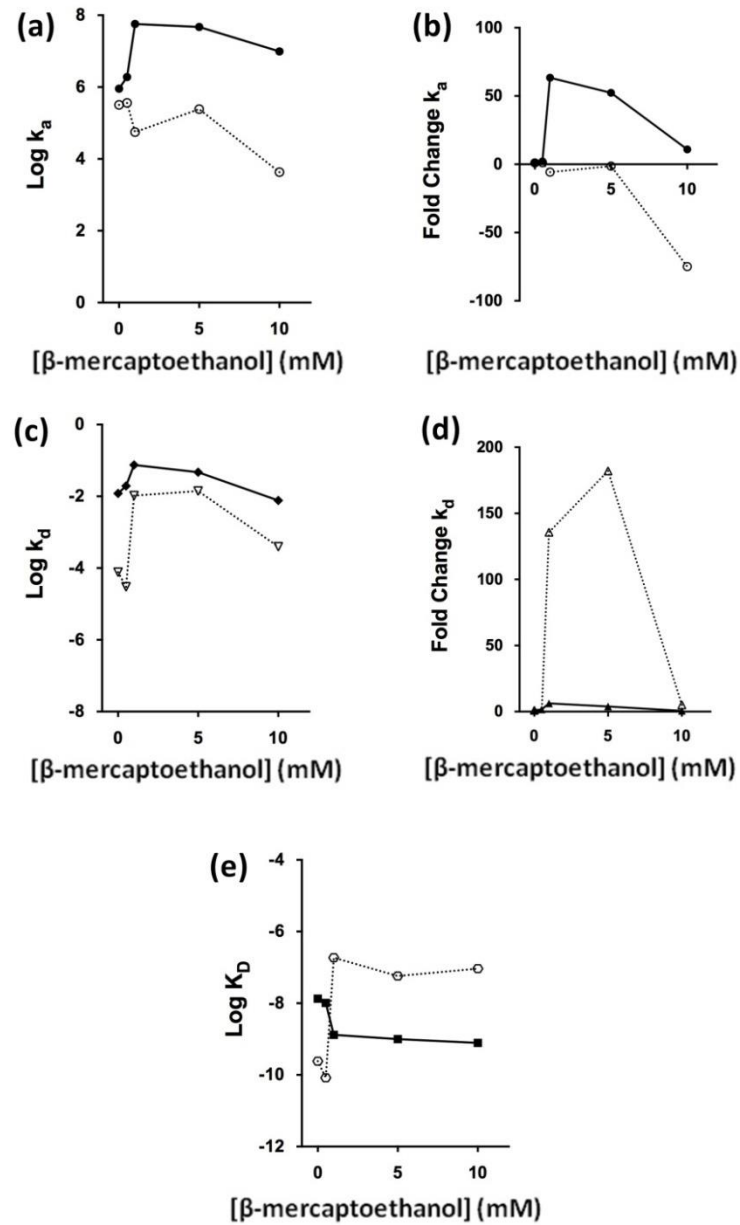 (a)
Log ka
8
6
4
2
0
0 5 10
[β-mercaptoethanol] (mM)
(b)
Fold Change ka
100
50
0
-50
-100
0 5 10
[β-mercaptoethanol] (mM)
(c)
Log kd
0
-2
-4
-6
-8
0 5 10
[β-mercaptoethanol] (mM)
(d)
Fold Change kd
200
150
100
50
0
0 5 10
[β-mercaptoethanol] (mM)
(e)
Log KD
-4
-6
-8
-10
-12
0 5 10
[β-mercaptoethanol] (mM)